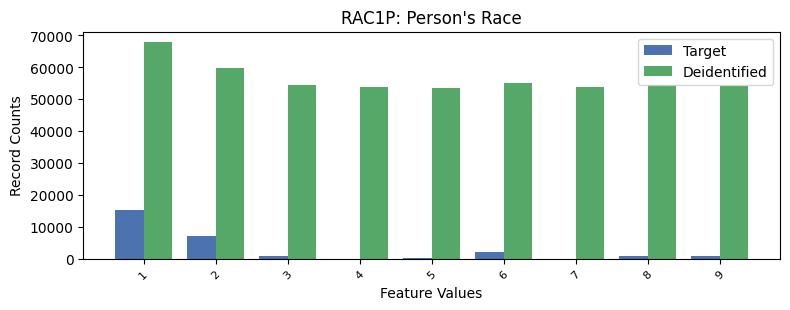 RAC1P: Person's Race
Target
Deidentified
Record Counts
70000
60000
50000
40000
30000
20000
10000
0
1 2 3 4 5 6 7 8 9
Feature Values